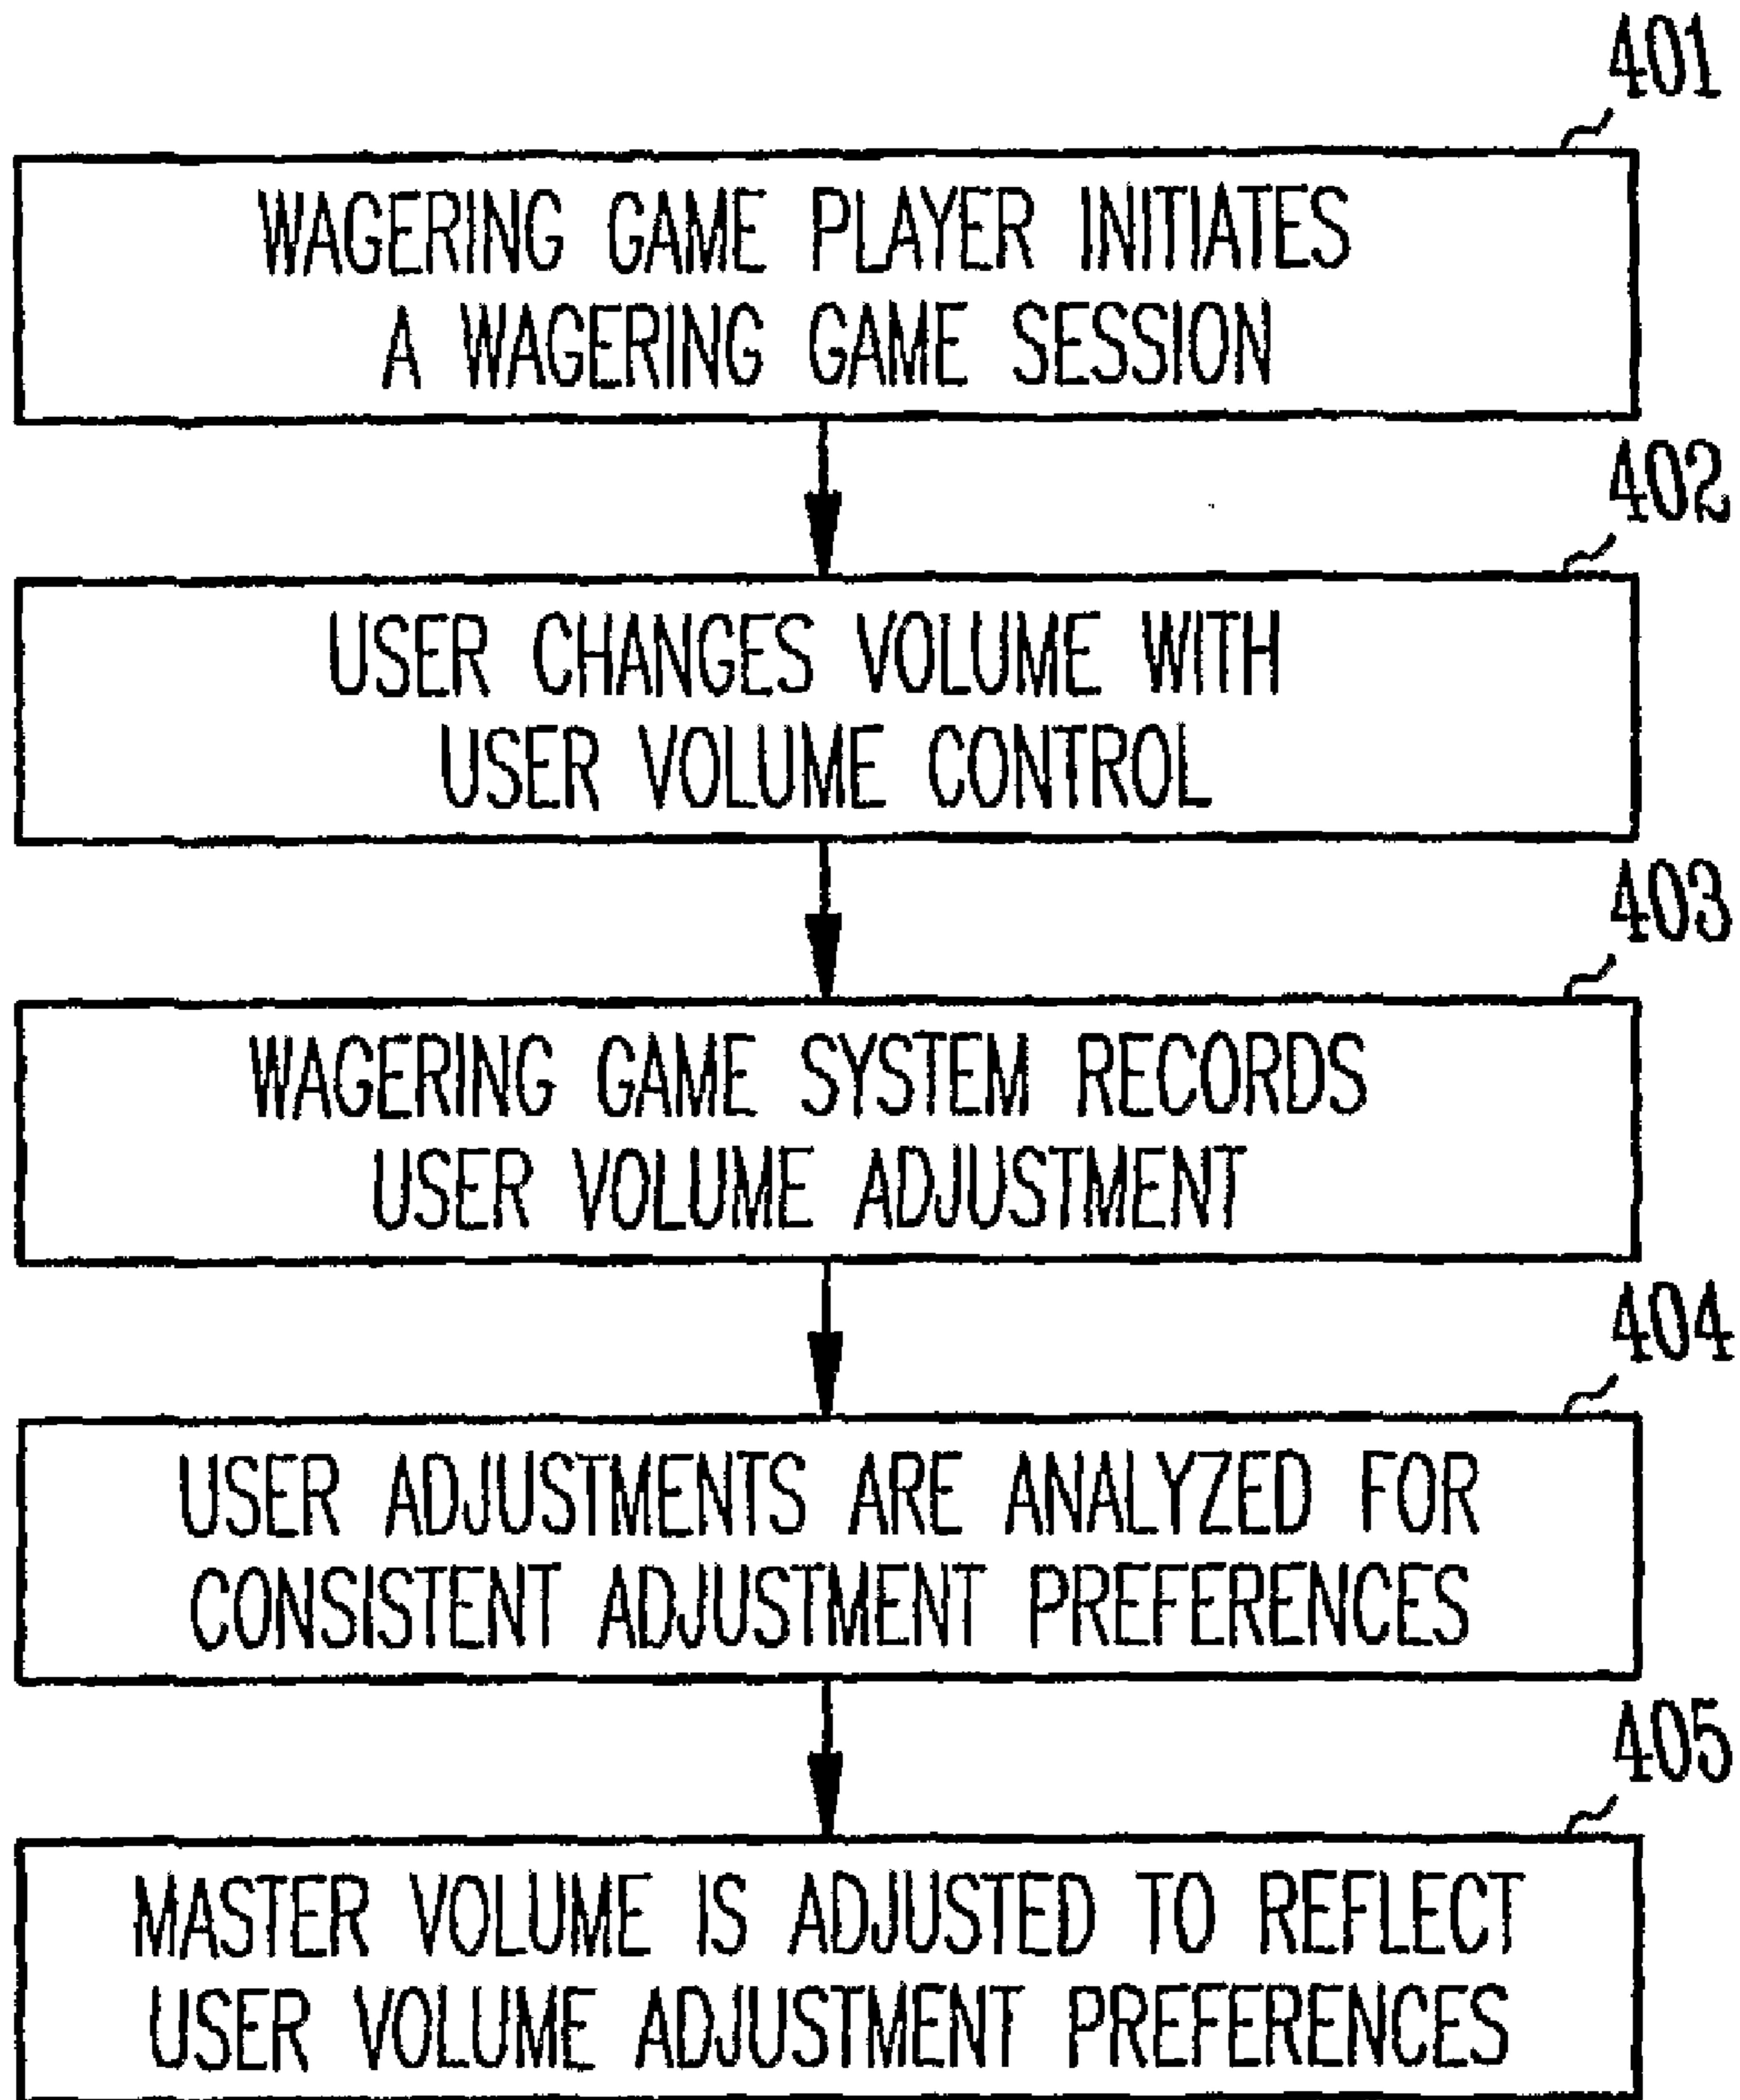 401
WAGERING GAME PLAYER INITIATES
A WAGERING GAME SESSION
402
USER CHANGES VOLUME WITH
USER VOLUME CONTROL
403
WAGERING GAME SYSTEM RECORDS
USER VOLUME ADJUSTMENT
404
USER ADJUSTMENTS ARE ANALYZED FOR
CONSISTENT ADJUSTMENT PREFERENCES
405
MASTER VOLUME IS ADJUSTED TO REFLECT
USER VOLUME ADJUSTMENT PREFERENCES